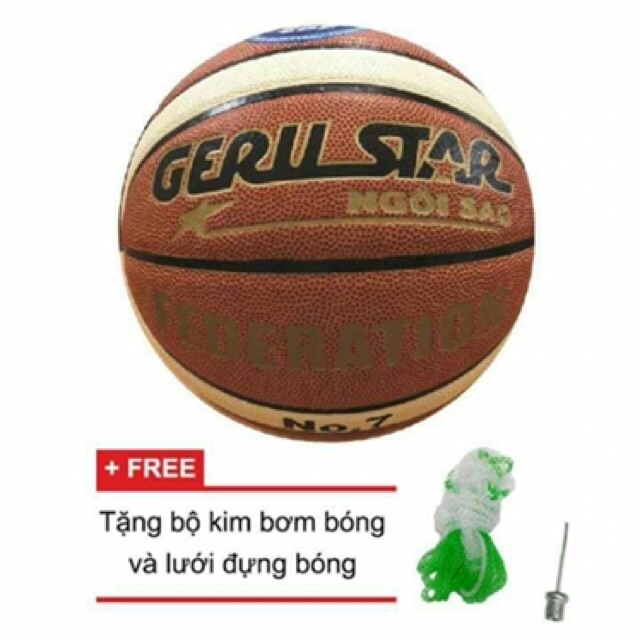 GERU STAR
NGÔI SAO
FEDERATION
No.7
+ FREE
Tặng bộ kim bơm bóng
và lưới đựng bóng